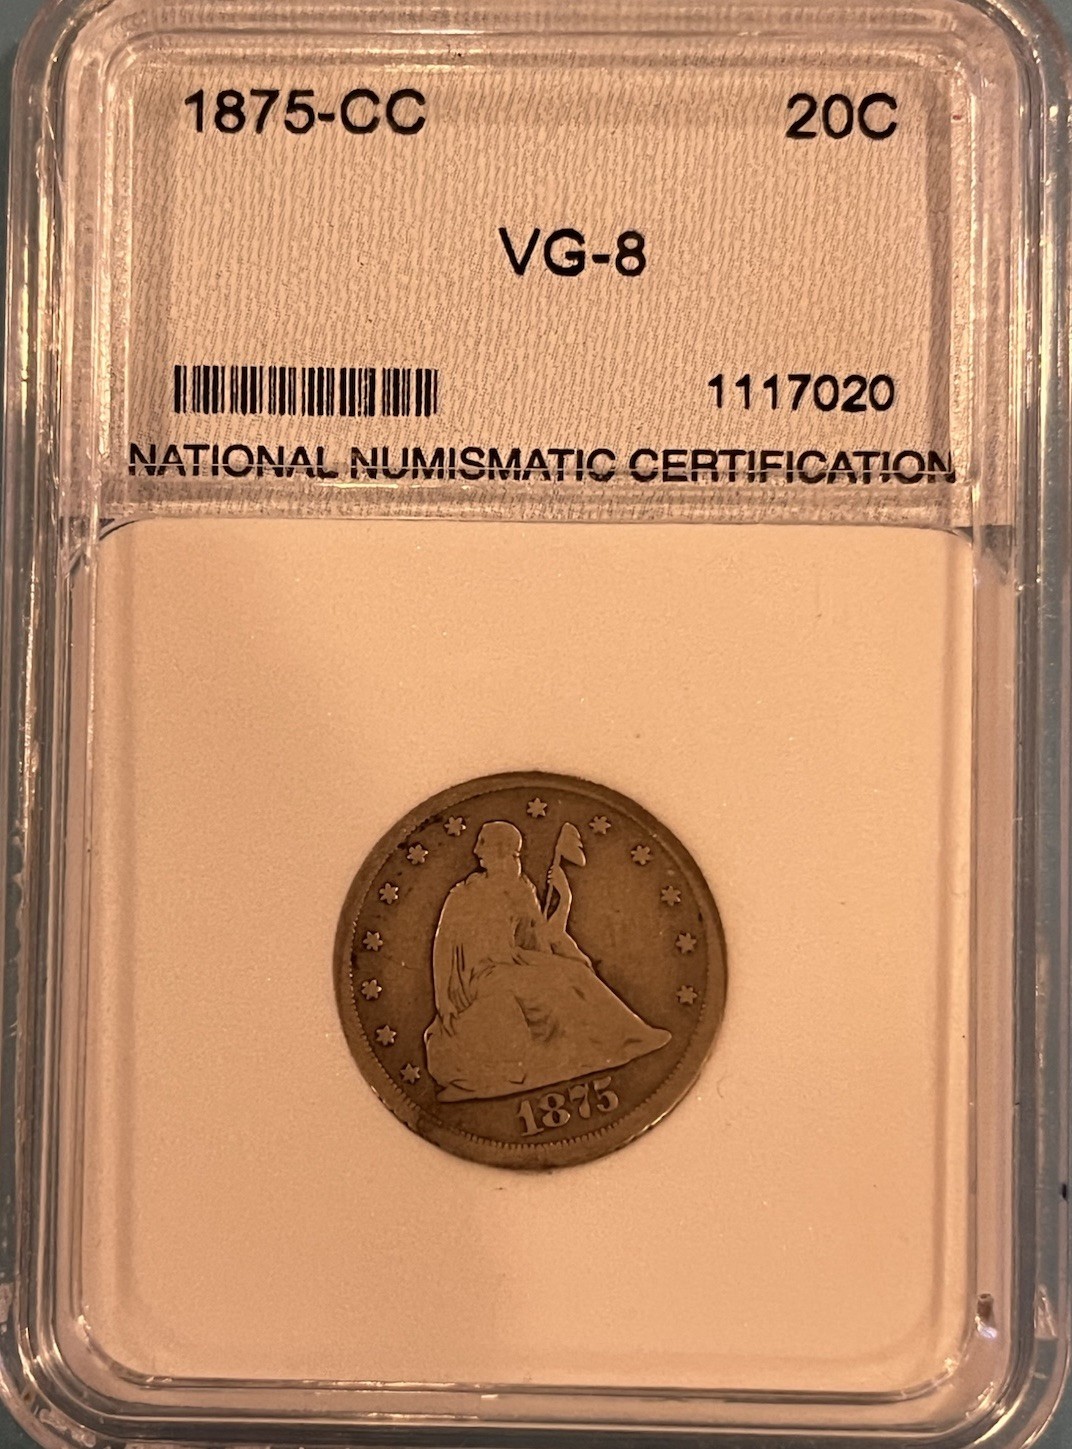 1875-CC 20C
VG-8
1117020
NATIONAL NUMISMATIC CERTIFICATION
1875